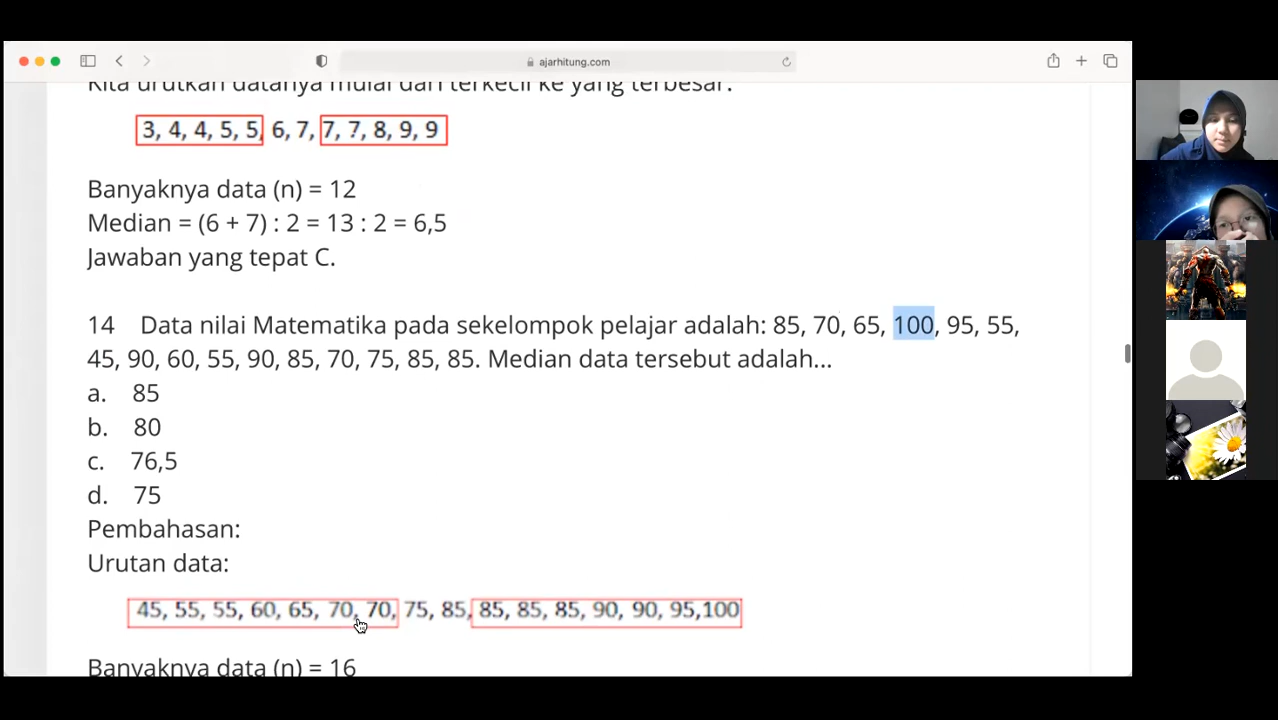 ajarhitung.com
Kita urutkan datanya mulai dari terkecil ke yang terbesar.
3, 4, 4, 5, 5, 6, 7, 7, 7, 8, 9, 9
Banyaknya data (n) = 12
Median = (6 + 7) : 2 = 13 : 2 = 6,5
Jawaban yang tepat C.
14 Data nilai Matematika pada sekelompok pelajar adalah: 85, 70, 65, 100, 95, 55,
45, 90, 60, 55, 90, 85, 70, 75, 85, 85. Median data tersebut adalah...
a. 85
b. 80
c. 76,5
d. 75
Pembahasan:
Urutan data:
45, 55, 55, 60, 65, 70, 70, 75, 85, 85, 85, 85, 90, 90, 95,100
Banyaknya data (n) = 16